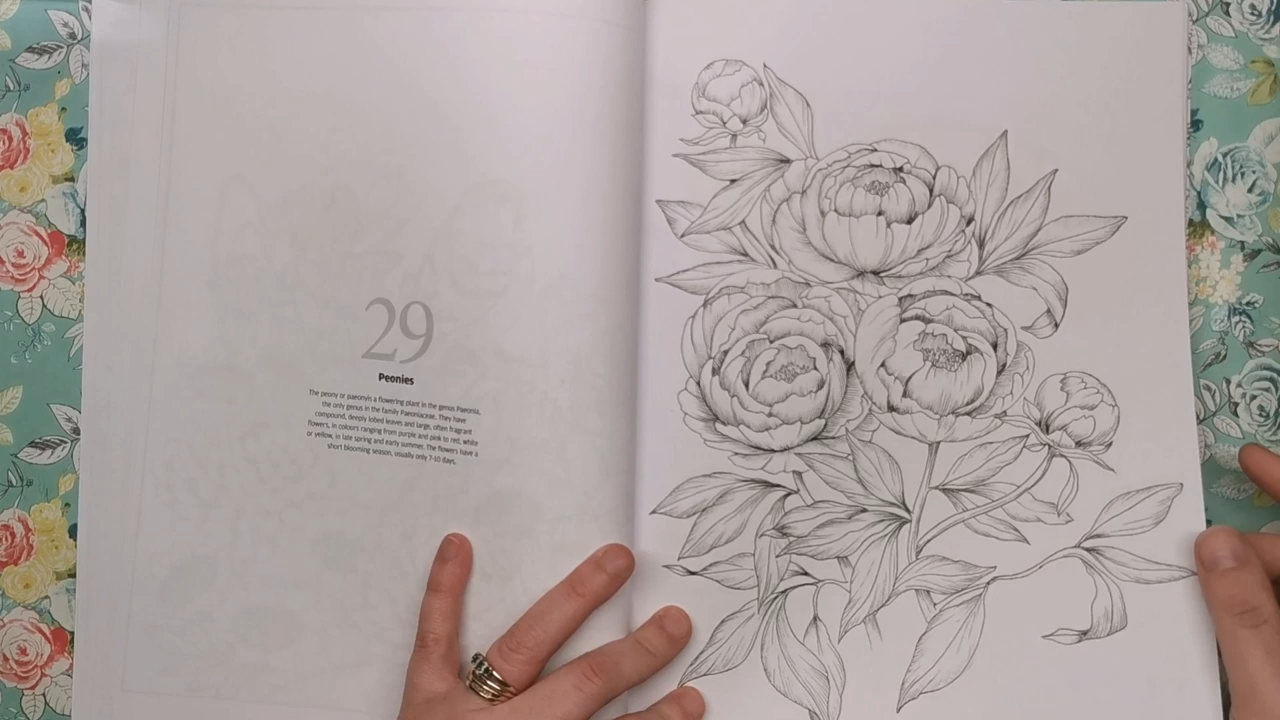 29
Peonies
The peony or paeonyis a flowering plant in the genus Paeonia,
the only genus in the family Paeoniaceae. They have
compound, deeply lobed leaves and large, often fragrant
flowers, in colours ranging from purple and pink to red, white
or yellow, in late spring and early summer. The flowers have a
short blooming season, usually only 7-10 days.